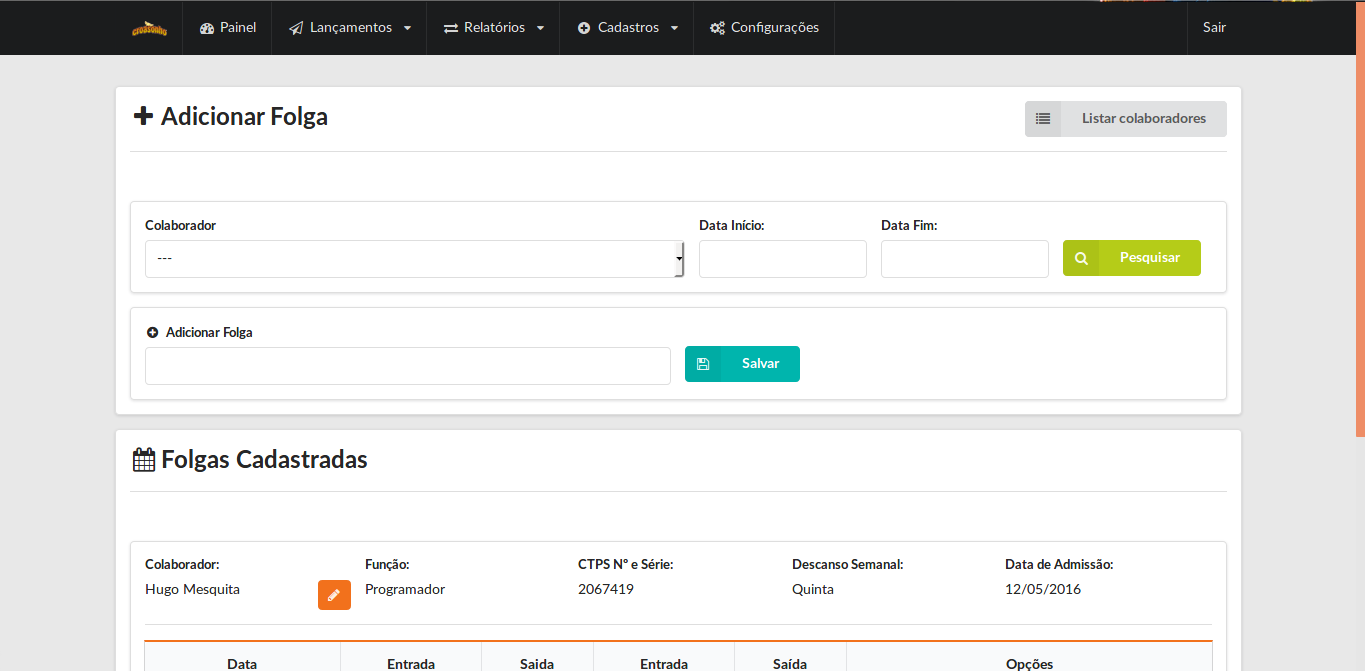 Crossonho
Painel
Lançamentos
Relatórios
Cadastros
Configurações
Sair
Adicionar Folga
Listar colaboradores
Colaborador
Data Início:
Data Fim:
---
Pesquisar
Adicionar Folga
Salvar
Folgas Cadastradas
Colaborador:
Função:
CTPS Nº e Série:
Descanso Semanal:
Data de Admissão:
Hugo Mesquita
Programador
2067419
Quinta
12/05/2016
Data
Entrada
Saida
Entrada
Saída
Opções